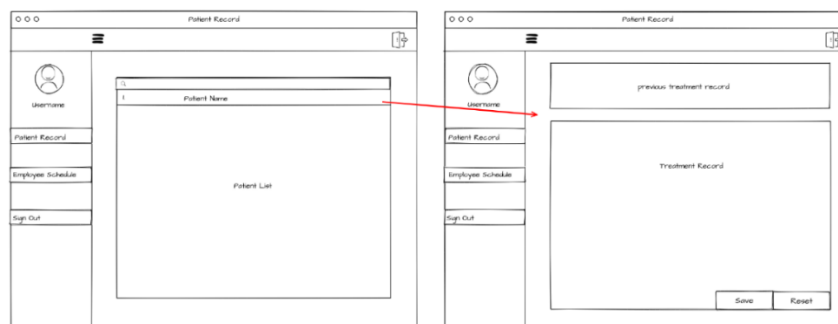 Patient Record
Username
Patient Record
Employee Schedule
Sign Out
Patient Name
Patient List
Patient Record
Username
Patient Record
Employee Schedule
Sign Out
previous treatment record
Treatment Record
Save
Reset